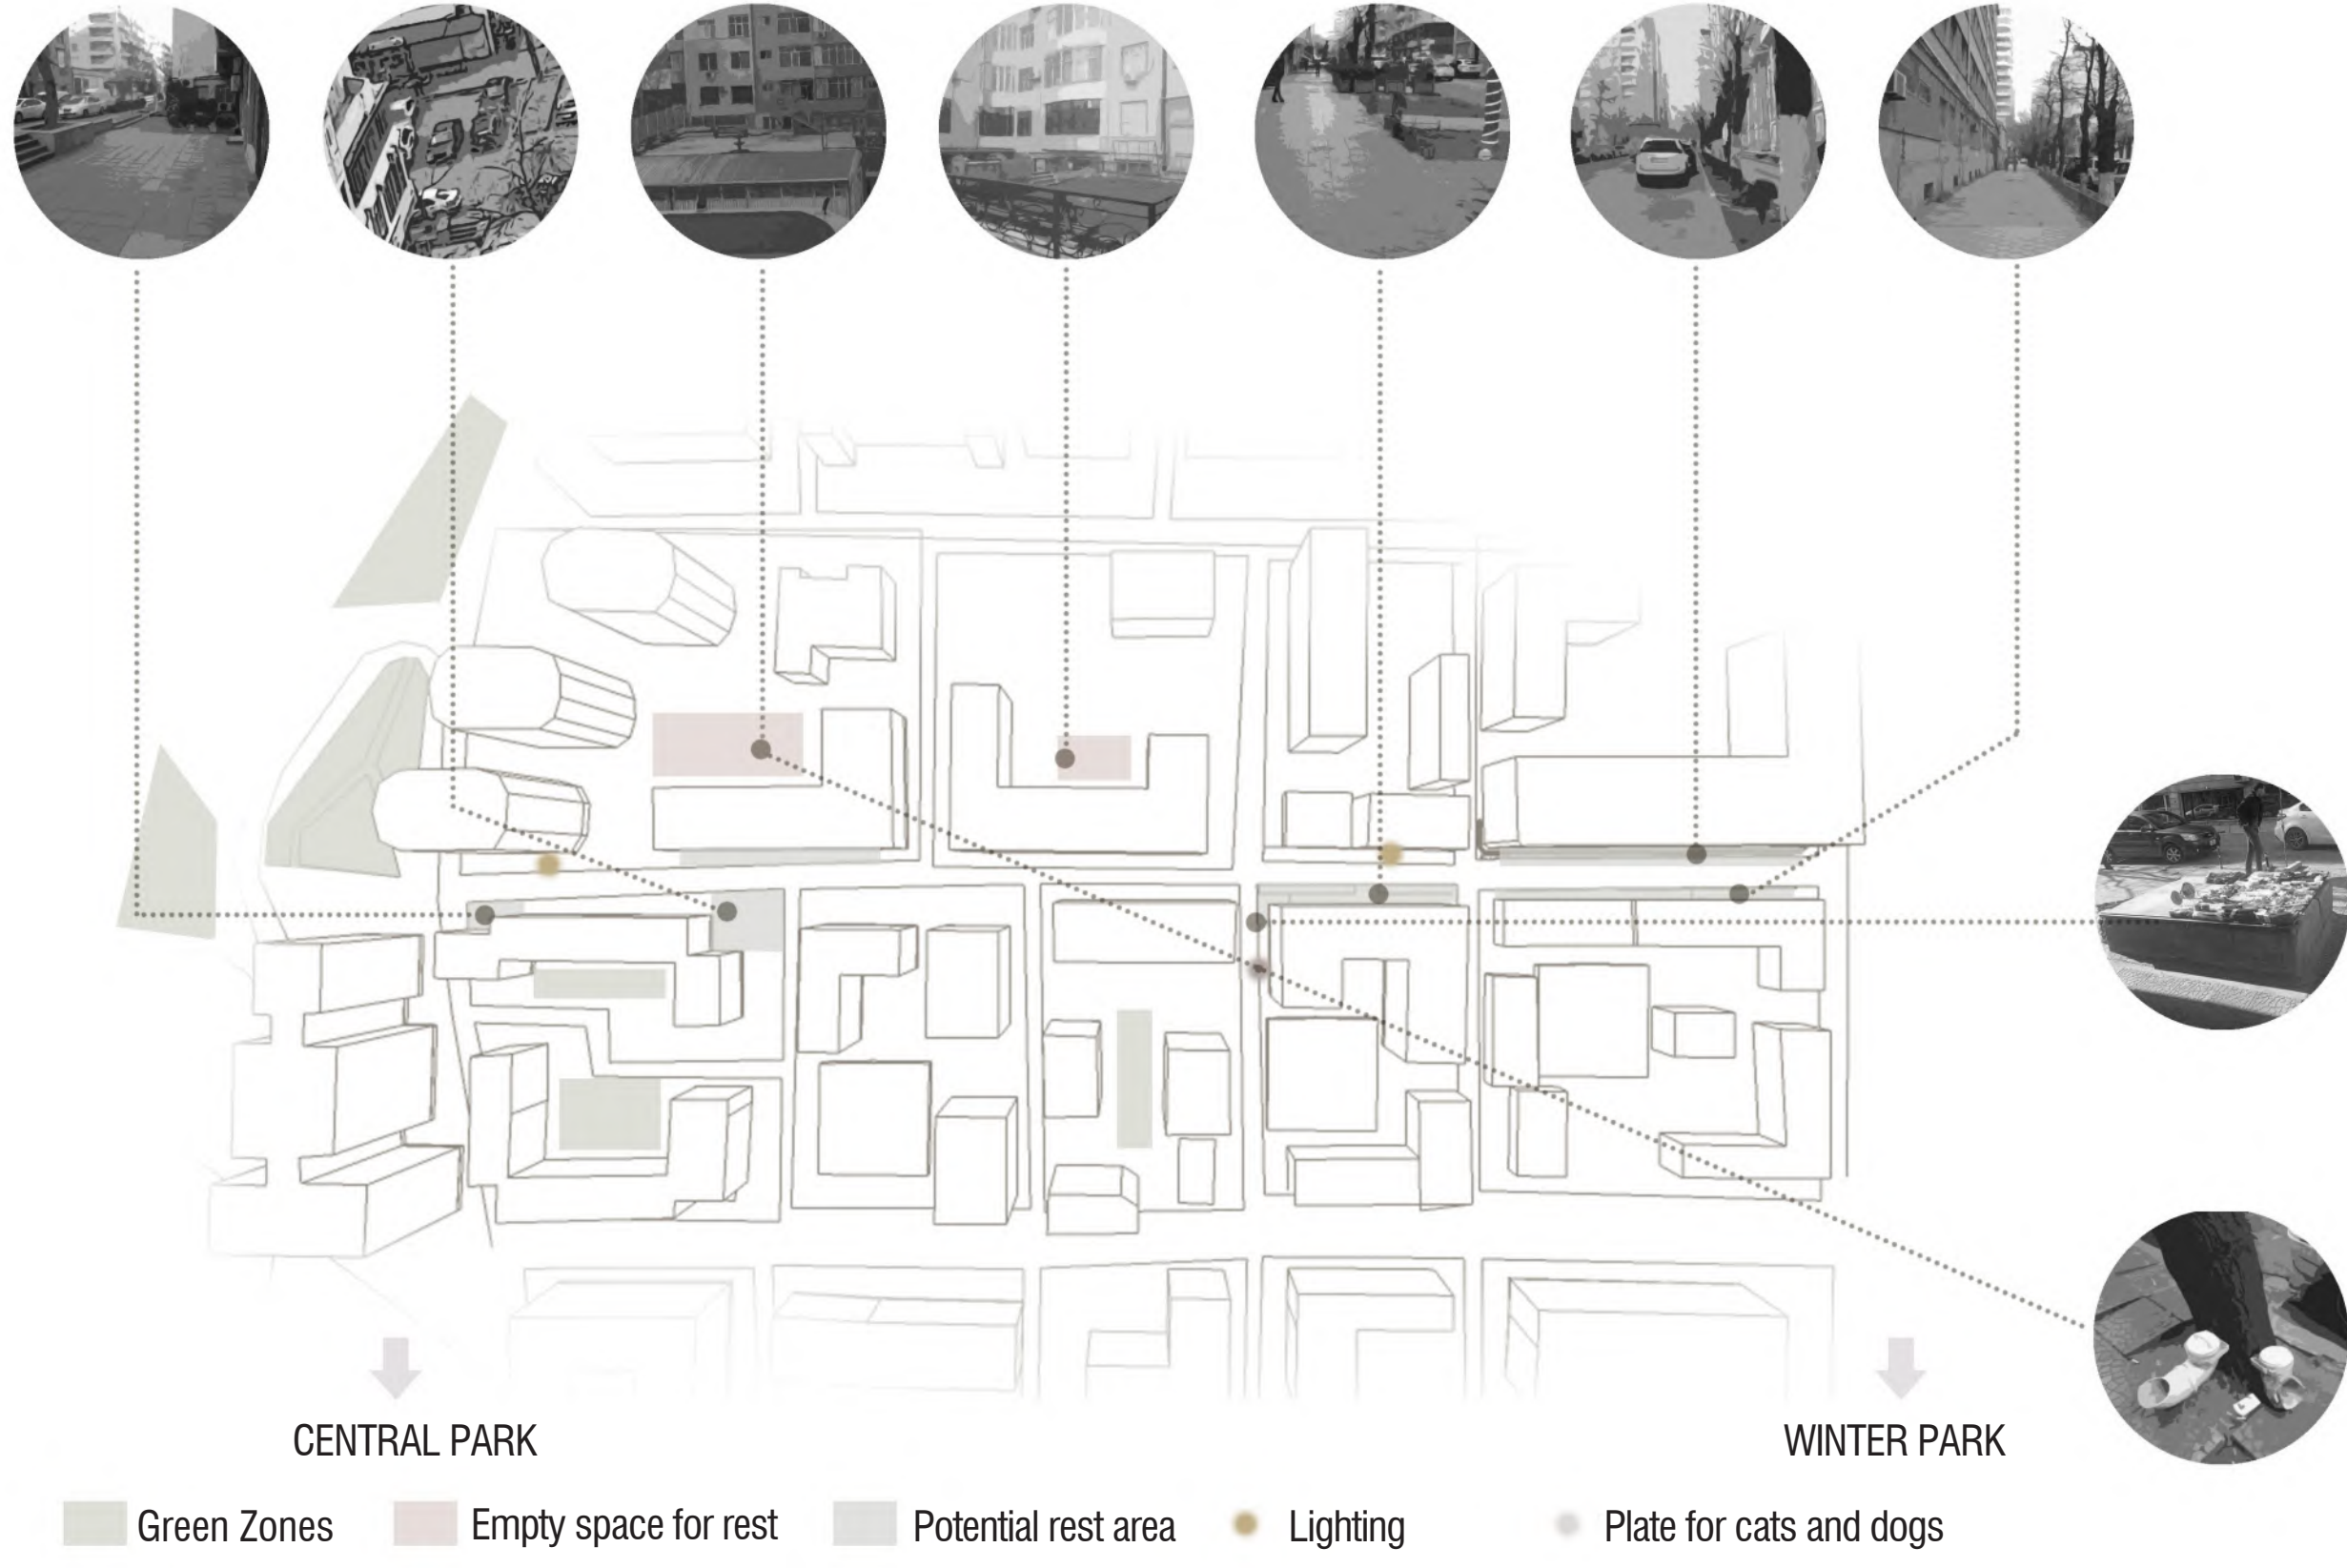 CENTRAL PARK
WINTER PARK
Green Zones
Empty space for rest
Potential rest area
Lighting
Plate for cats and dogs